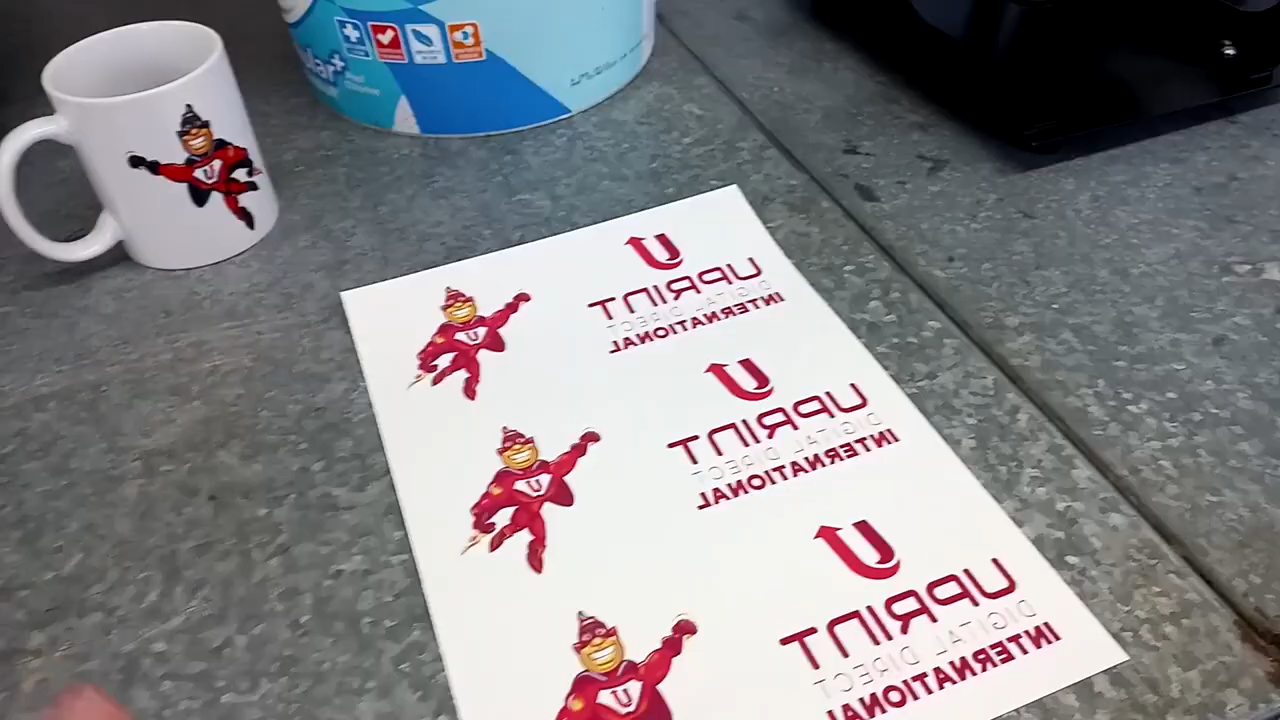 U
U
UPRINT
DIGITAL DIRECT
INTERNATIONAL
U
U
UPRINT
DIGITAL DIRECT
INTERNATIONAL
U
U
UPRINT
DIGITAL DIRECT
INTERNATIONAL
U